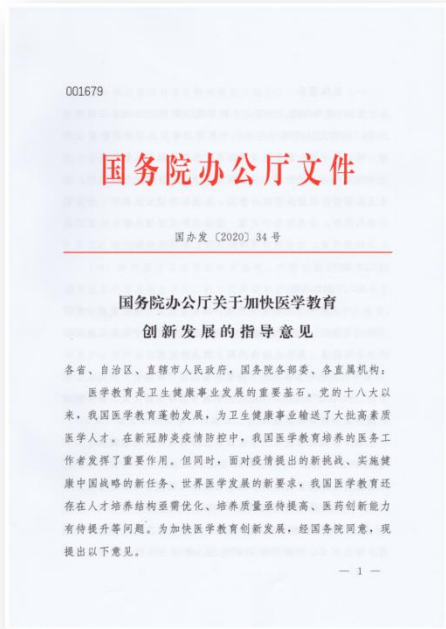 001679
国务院办公厅文件
国办发〔2020〕34号
国务院办公厅关于加快医学教育
创新发展的指导意见
各省、自治区、直辖市人民政府，国务院各部委、各直属机构：
医学教育是卫生健康事业发展的重要基石。党的十八大以
来，我国医学教育蓬勃发展，为卫生健康事业输送了大批高素质
医学人才。在新冠肺炎疫情防控中，我国医学教育培养的医务工
作者发挥了重要作用。但同时，面对疫情提出的新挑战、实施健
康中国战略的新任务、世界医学发展的新要求，我国医学教育还
存在人才培养结构亟需优化、培养质量亟待提高、医药创新能力
有待提升等问题。为加快医学教育创新发展，经国务院同意，现
提出以下意见。
— 1 —